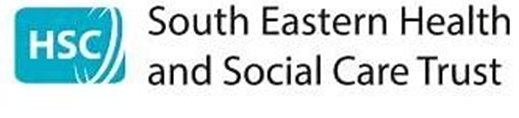 HSC
South Eastern Health
and Social Care Trust